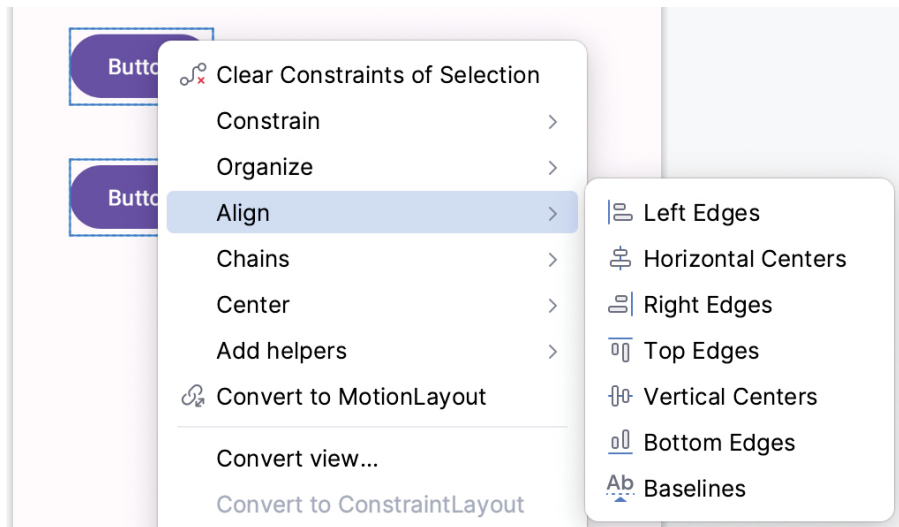 Butto
Clear Constraints of Selection
Constrain
Organize
Butto
Align
Chains
Center
Add helpers
Convert to MotionLayout
Convert view...
Convert to ConstraintLayout
Left Edges
Horizontal Centers
Right Edges
Top Edges
Vertical Centers
Bottom Edges
Ab Baselines